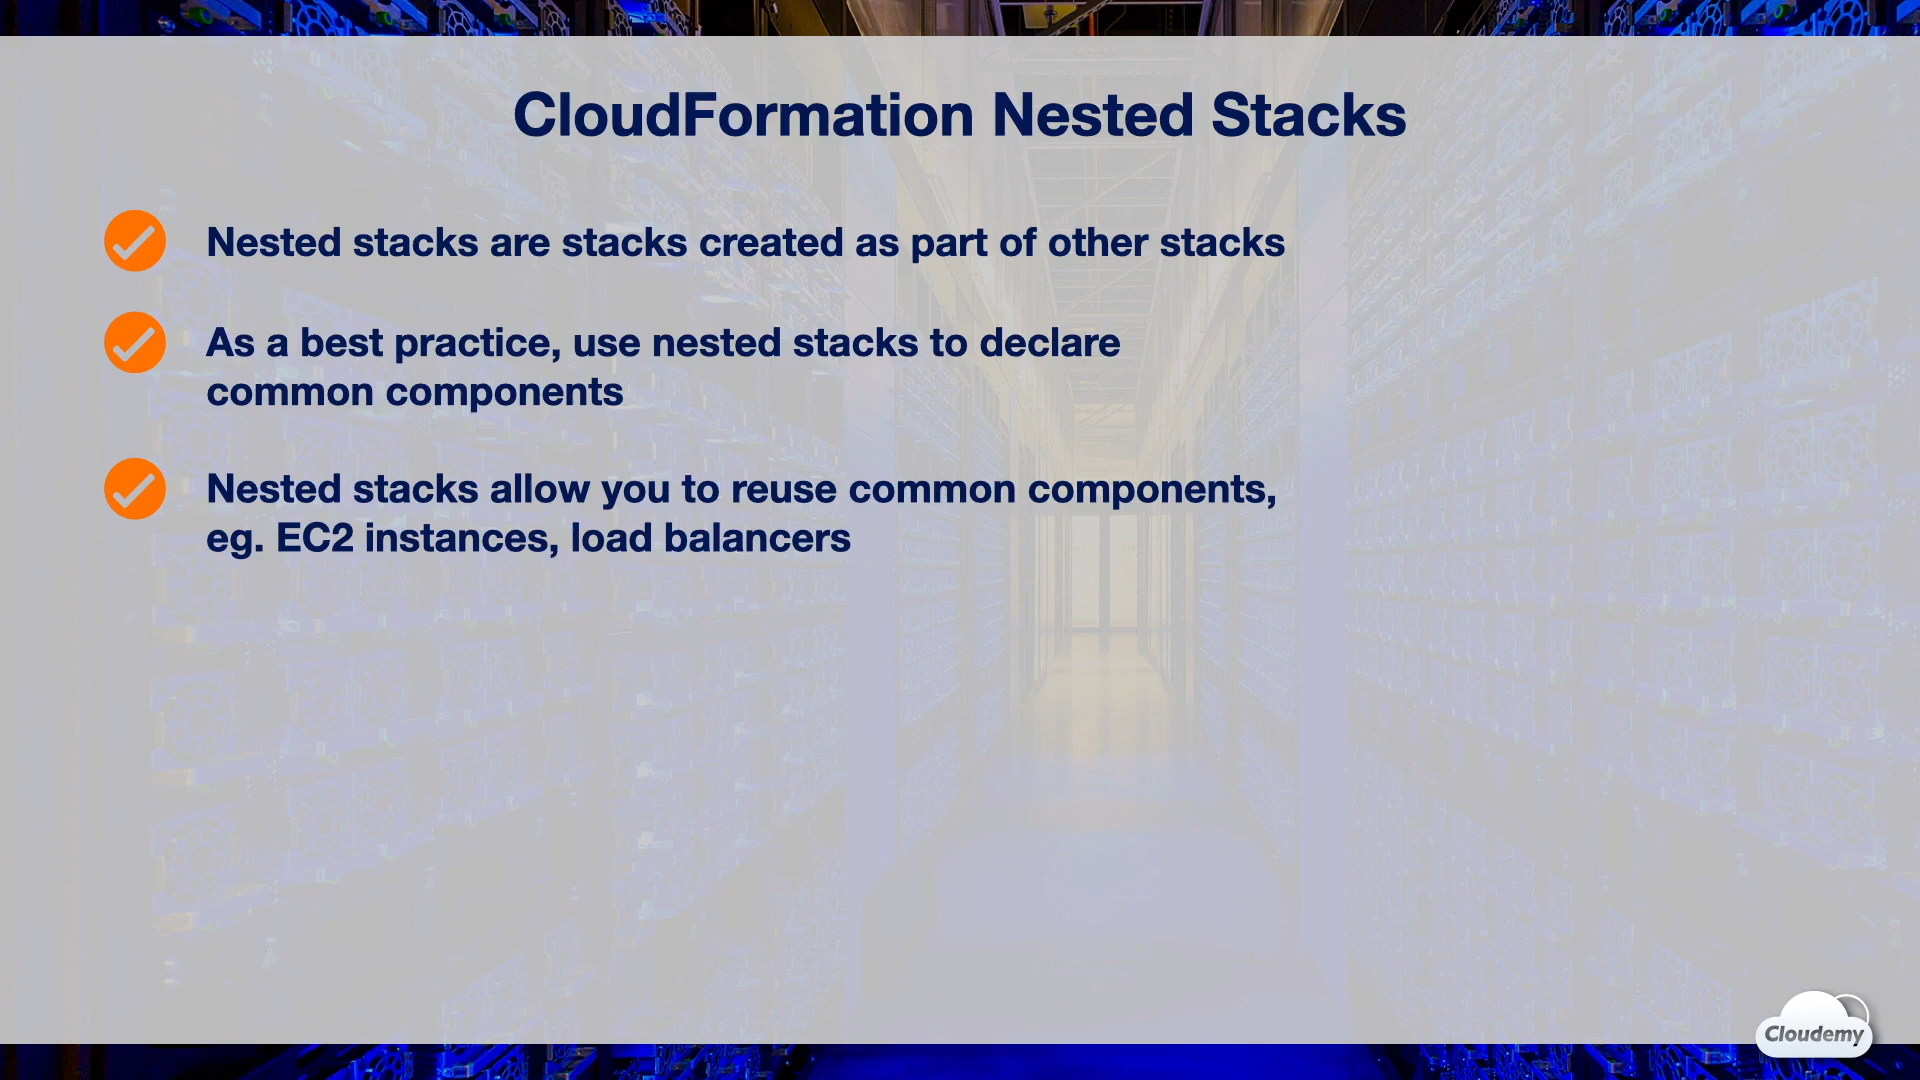 CloudFormation Nested Stacks
Nested stacks are stacks created as part of other stacks
As a best practice, use nested stacks to declare
common components
Nested stacks allow you to reuse common components,
eg. EC2 instances, load balancers
Cloudemy